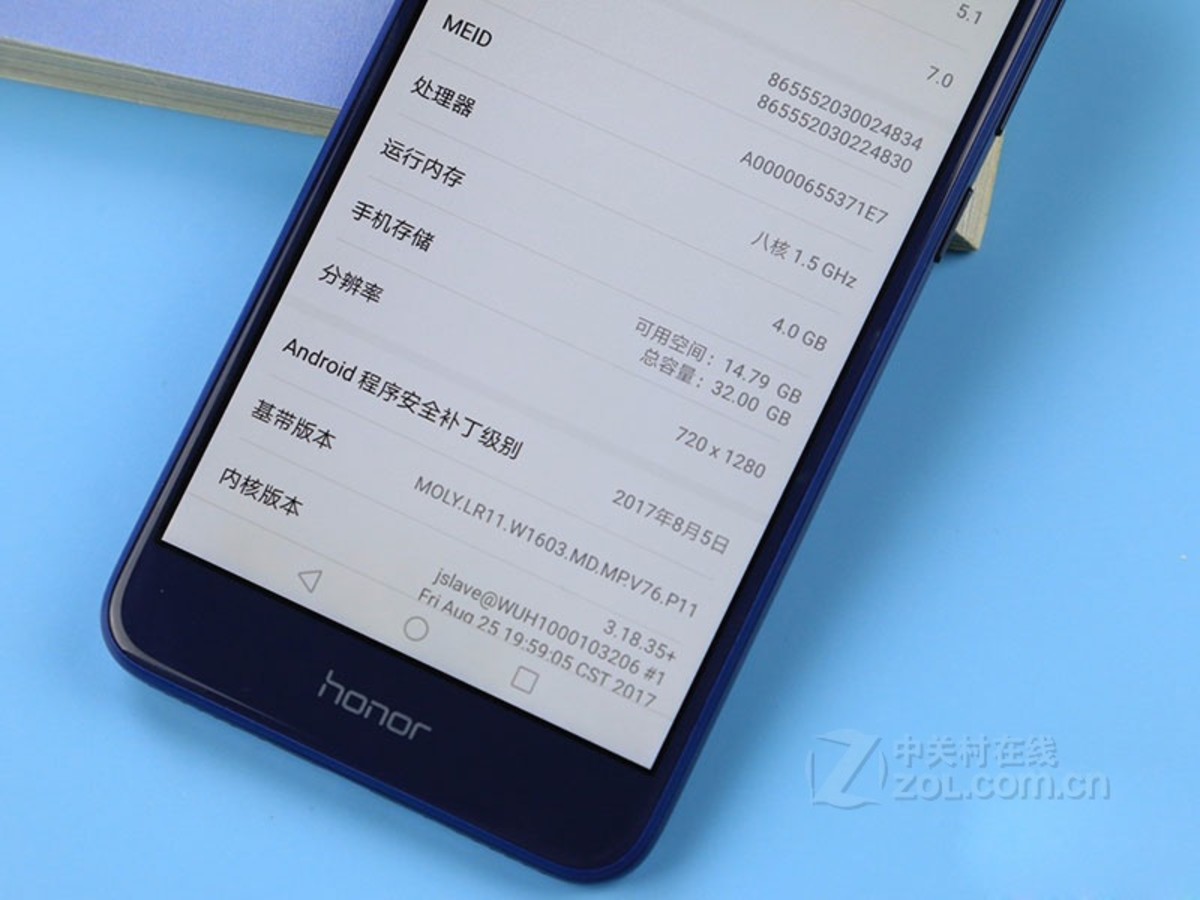 5.1
7.0
865552030024834
865552030224830
MEID
A00000655371E7
处理器
八核 1.5 GHz
运行内存
4.0 GB
手机存储
可用空间： 14.79 GB
总容量： 32.00 GB
分辨率
720 x 1280
Android 程序安全补丁级别
2017年8月5日
基带版本
MOLY.LR11.W1603.MD.MP.V76.P11
内核版本
3.18.35+
jslave@WUH1000103206 #1
Fri Aug 25 19:59:05 CST 2017
honor
中关村在线
ZOL.com.cn